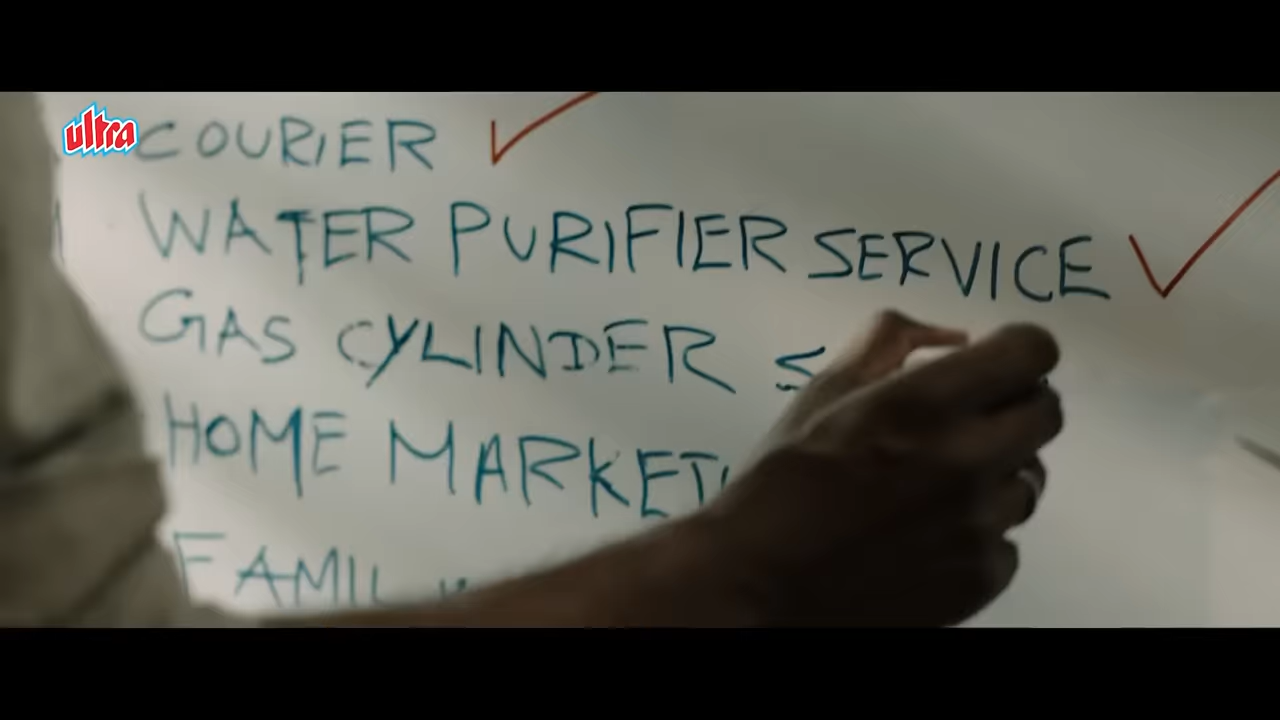 ultra
COURIER
WATER PURIFIER SERVICE
GAS CYLINDER
HOME